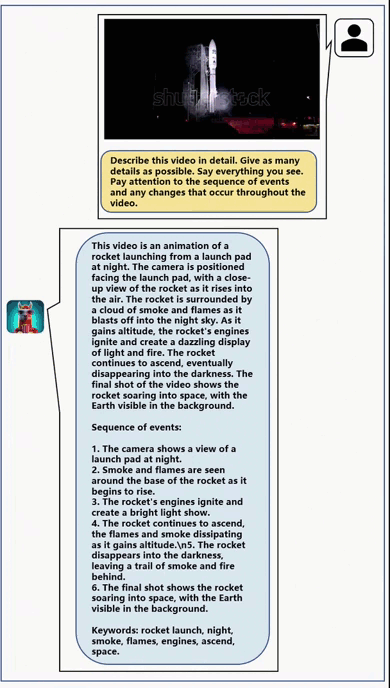 shutterstock
Describe this video in detail. Give as many
details as possible. Say everything you see.
Pay attention to the sequence of events
and any changes that occur throughout the
video.
This video is an animation of a
rocket launching from a launch pad
at night. The camera is positioned
facing the launch pad, with a close-
up view of the rocket as it rises into
the air. The rocket is surrounded by
a cloud of smoke and flames as it
blasts off into the night sky. As it
gains altitude, the rocket's engines
ignite and create a dazzling display
of light and fire. The rocket
continues to ascend, eventually
disappearing into the darkness. The
final shot of the video shows the
rocket soaring into space, with the
Earth visible in the background.
Sequence of events:
1. The camera shows a view of a
launch pad at night.
2. Smoke and flames are seen
around the base of the rocket as it
begins to rise.
3. The rocket's engines ignite and
create a bright light show.
4. The rocket continues to ascend,
the flames and smoke dissipating
as it gains altitude.\n5. The rocket
disappears into the darkness,
leaving a trail of smoke and fire
behind.
6. The final shot shows the rocket
soaring into space, with the Earth
visible in the background.
Keywords: rocket launch, night,
smoke, flames, engines, ascend,
space.